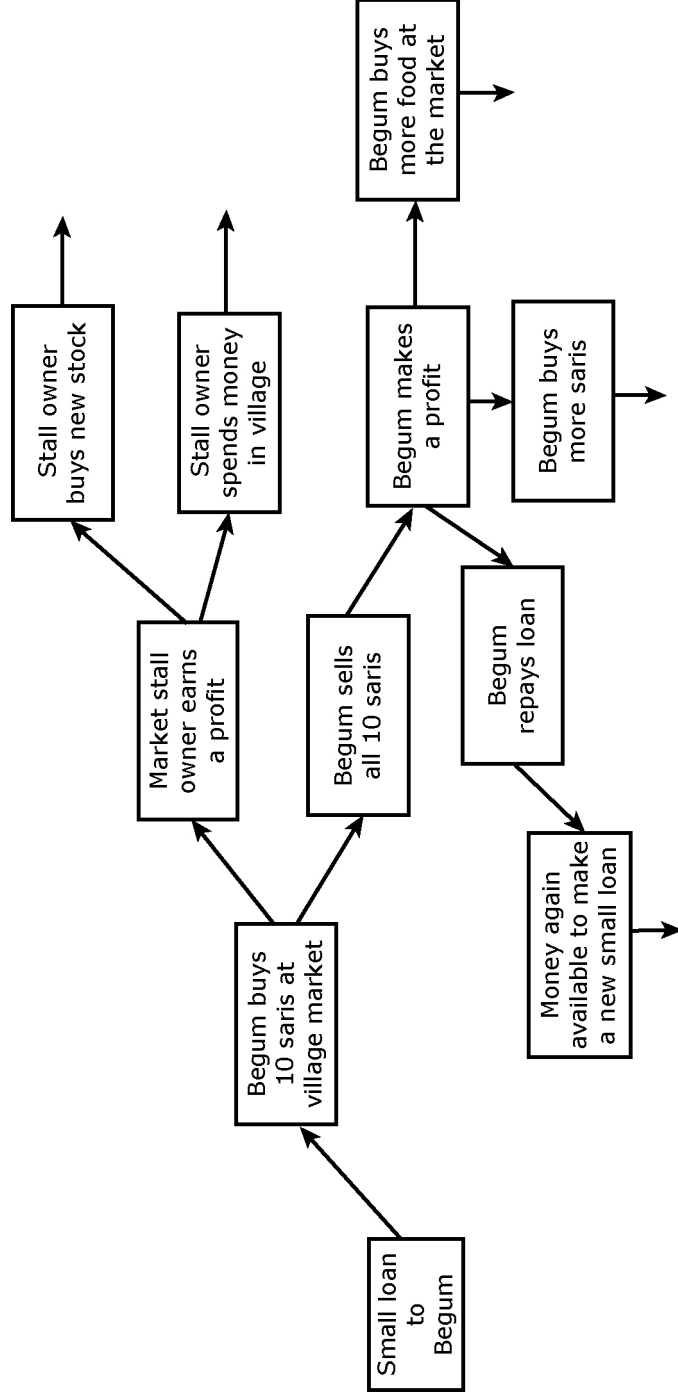 Small loan
to
Begum
Begum buys
10 saris at
village market
Market stall
owner earns
a profit
Stall owner
buys new stock
Stall owner
spends money
in village
Begum sells
all 10 saris
Begum makes
a profit
Begum buys
more food at
the market
Begum buys
more saris
Begum
repays loan
Money again
available to make
a new small loan